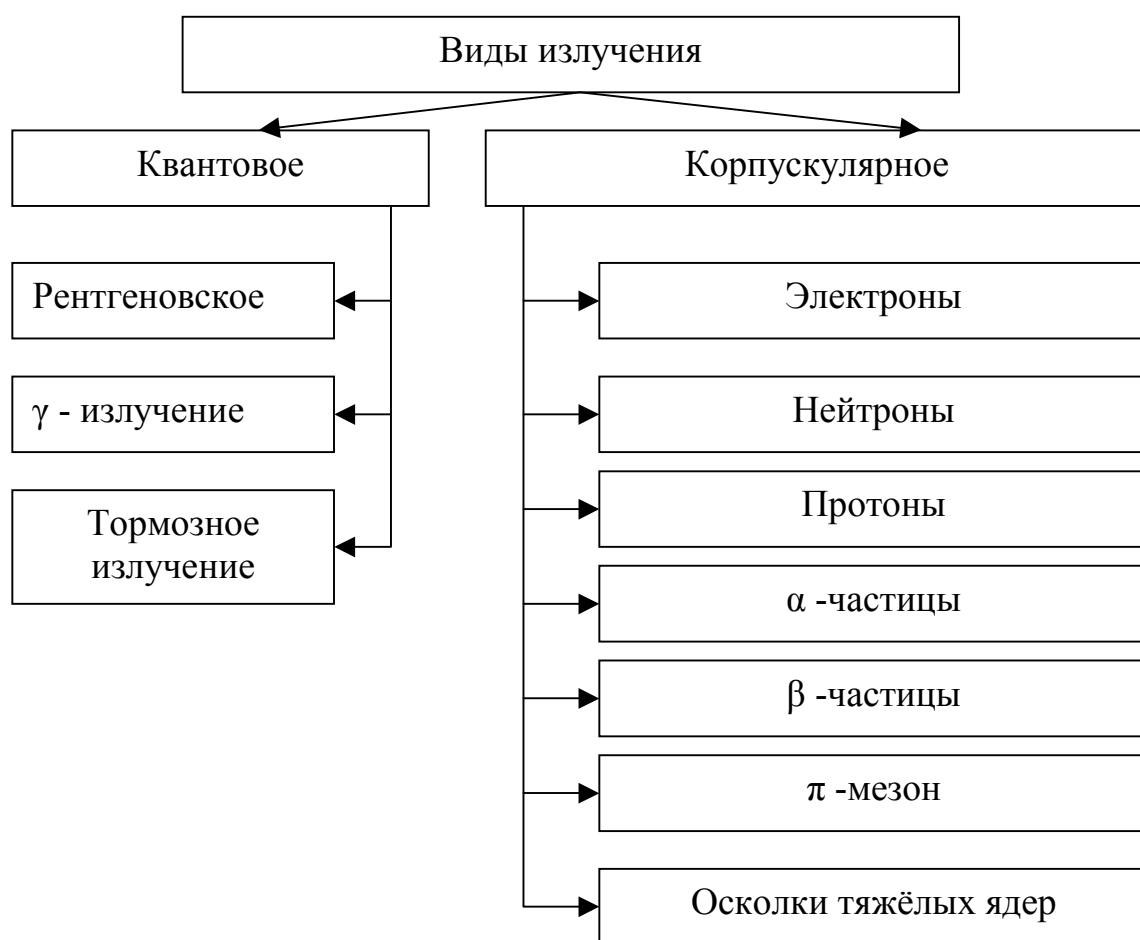 Виды излучения
Квантовое
Корпускулярное
Рентгеновское
γ - излучение
Тормозное
излучение
Электроны
Нейтроны
Протоны
α -частицы
β -частицы
π -мезон
Осколки тяжёлых ядер